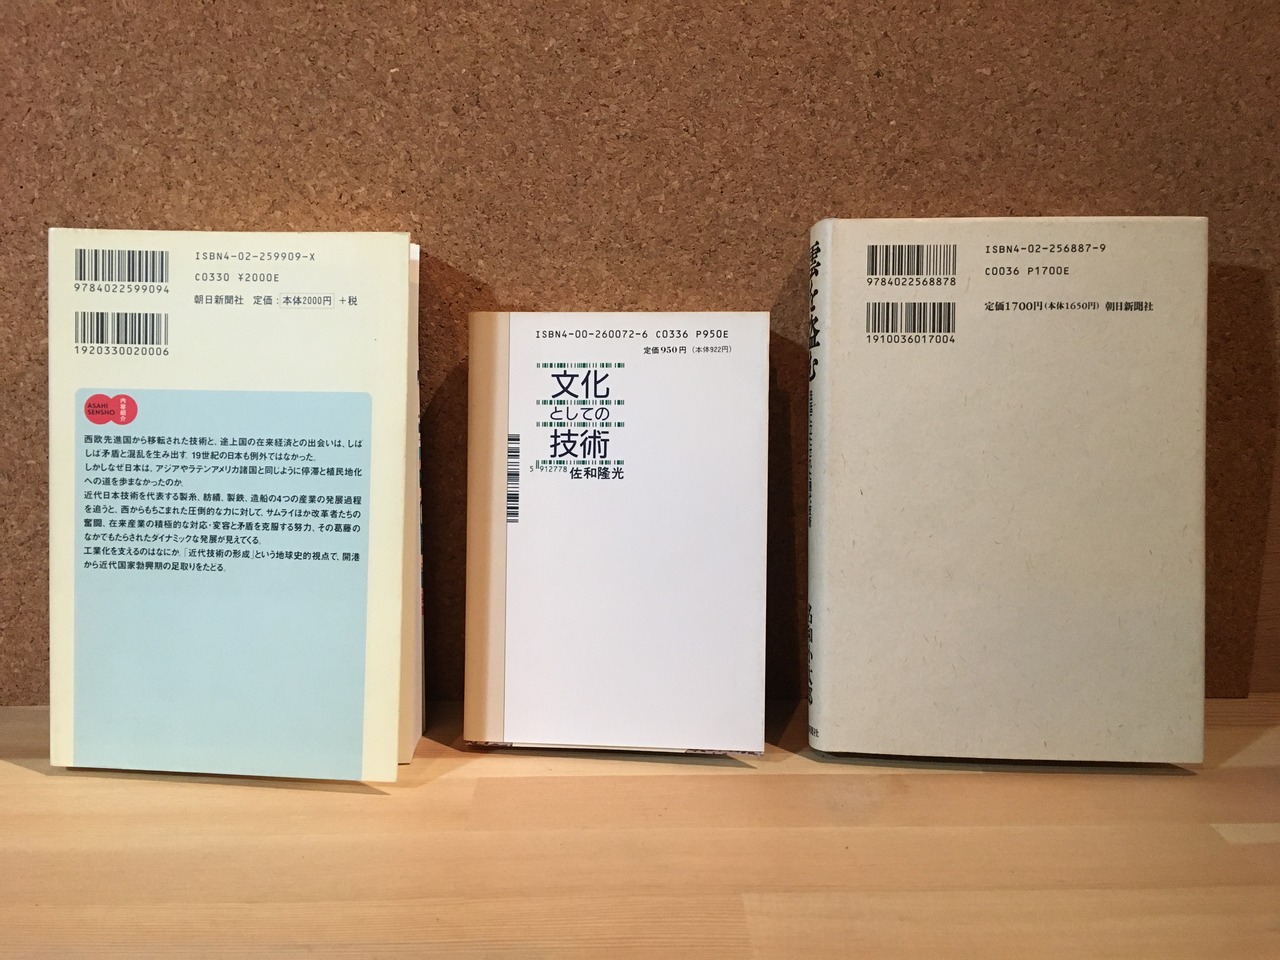 ISBN4-02-259909-X
C0330 ¥2000E
9784022599094
朝日新聞社 定価:本体2000円 +税
1920330020006
ASAHI SENSHO
内容紹介
西欧先進国から移転された技術と、途上国の在来経済との出会いは、しば
しば矛盾と混乱を生み出す。19世紀の日本も例外ではなかった。
しかしなぜ日本は、アジアやラテンアメリカ諸国と同じように停滞と植民地化
への道を歩まなかったのか。
近代日本技術を代表する製糸、紡績、製鉄、造船の4つの産業の発展過程
を追うと、西からもちこまれた圧倒的な力に対して、サムライほか改革者たちの
奮闘、在来産業の積極的な対応・変容と矛盾を克服する努力、その葛藤の
なかでもたらされたダイナミックな発展が見えてくる。
工業化を支えるのはなにか。「近代技術の形成」という地球史的視点で、開港
から近代国家勃興期の足取りをたどる。
ISBN4-00-260072-6 C0336 P950E
定価950円(本体922円)
文化
としての
技術
5 912778 佐和隆光
ISBN4-02-256887-9
C0036 P1700E
9784022568878
定価1700円(本体1650円) 朝日新聞社
1910036017004